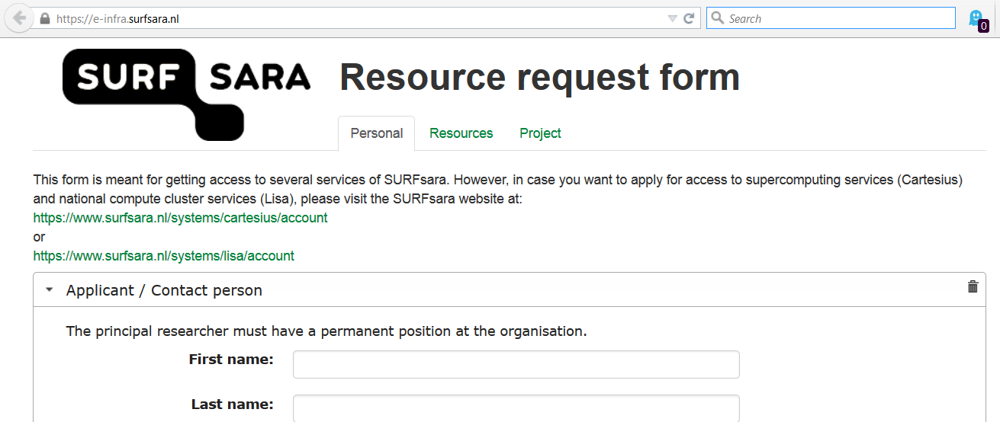 https://e-infra.surfsara.nl
Search
0
SURF SARA
Resource request form
Personal Resources Project
This form is meant for getting access to several services of SURFsara. However, in case you want to apply for access to supercomputing services (Cartesius)
and national compute cluster services (Lisa), please visit the SURFsara website at:
https://www.surfsara.nl/systems/cartesius/account
or
https://www.surfsara.nl/systems/lisa/account
Applicant / Contact person
The principal researcher must have a permanent position at the organisation.
First name:
Last name: